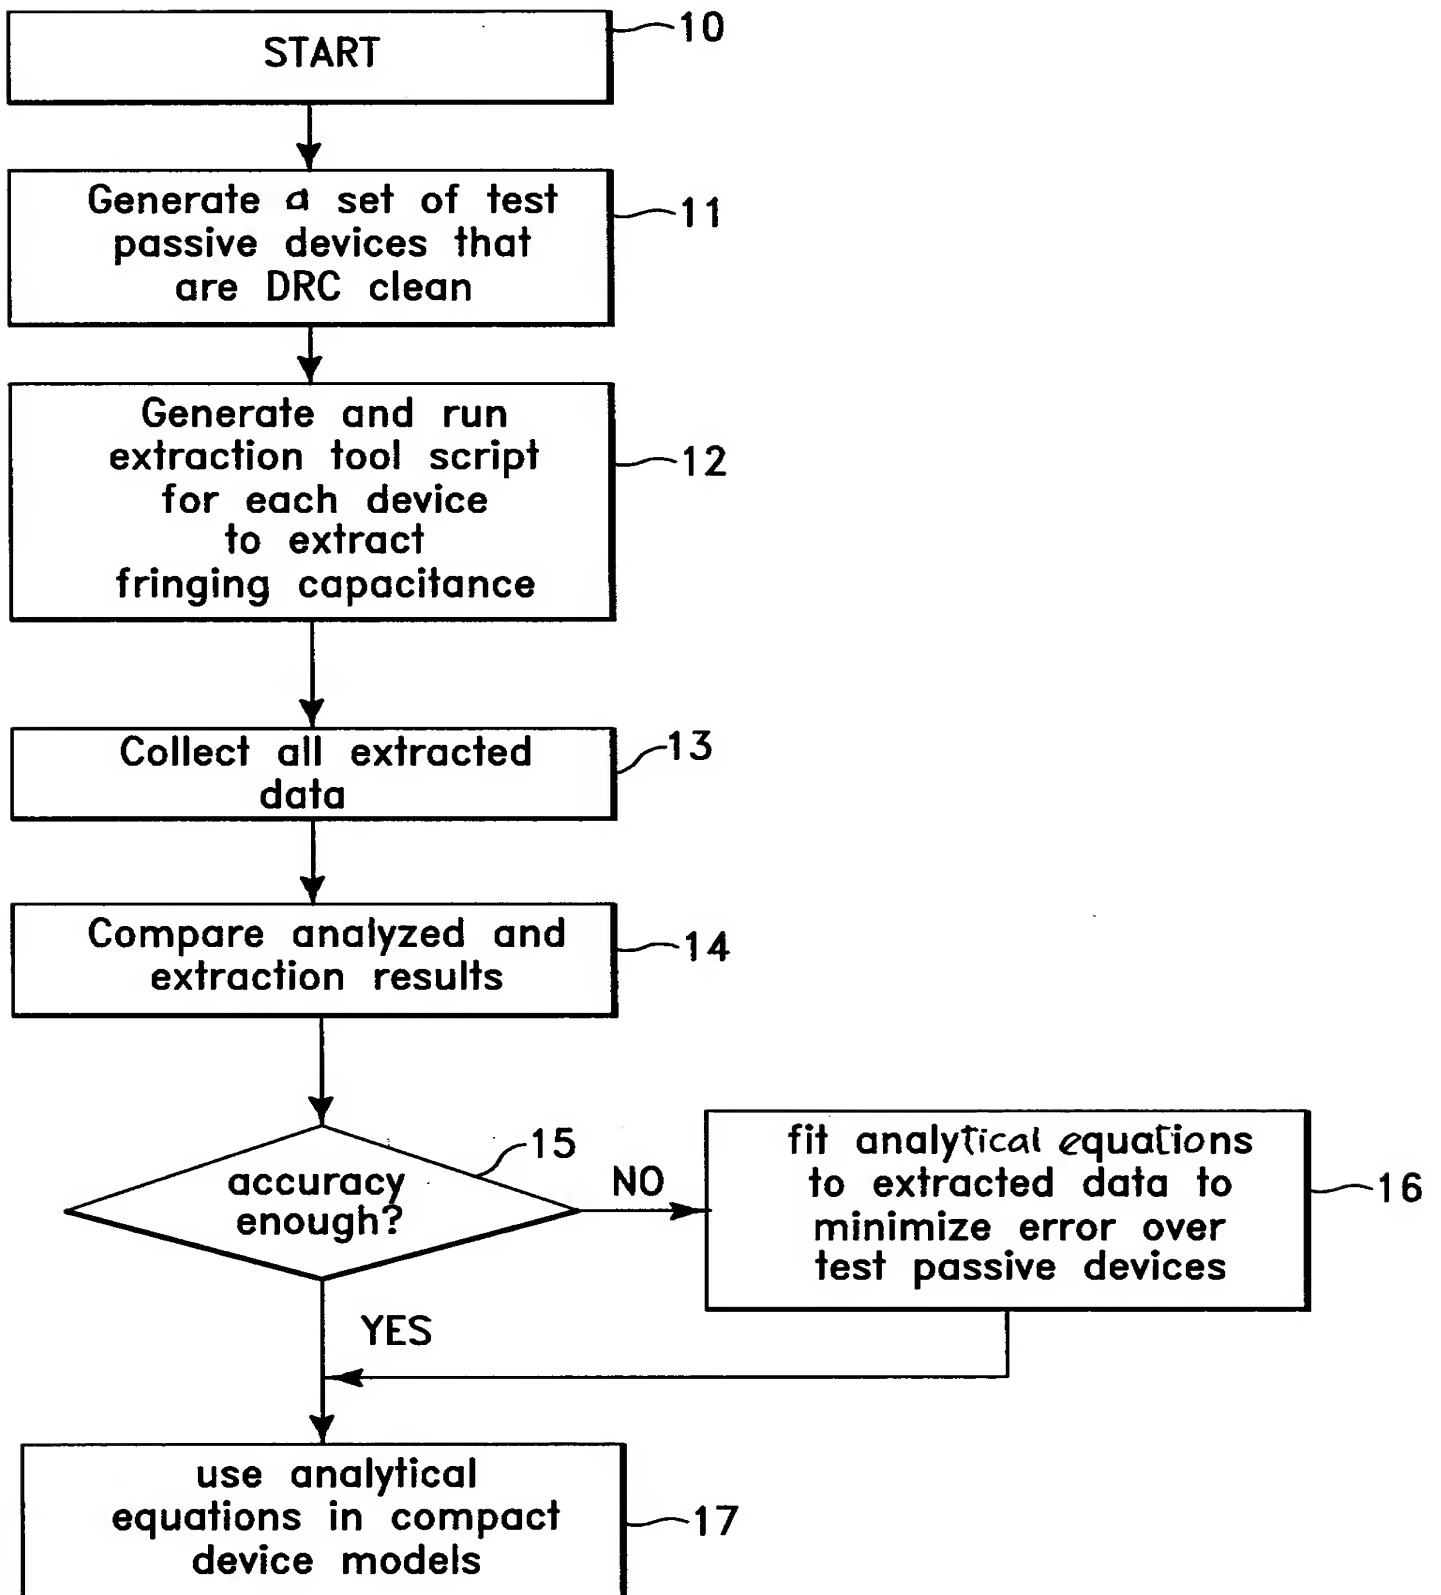 START
10
Generate a set of test
passive devices that
are DRC clean
11
Generate and run
extraction tool script
for each device
to extract
fringing capacitance
12
Collect all extracted
data
13
Compare analyzed and
extraction results
14
accuracy
enough?
15
NO
fit analytical equations
to extracted data to
minimize error over
test passive devices
16
YES
use analytical
equations in compact
device models
17